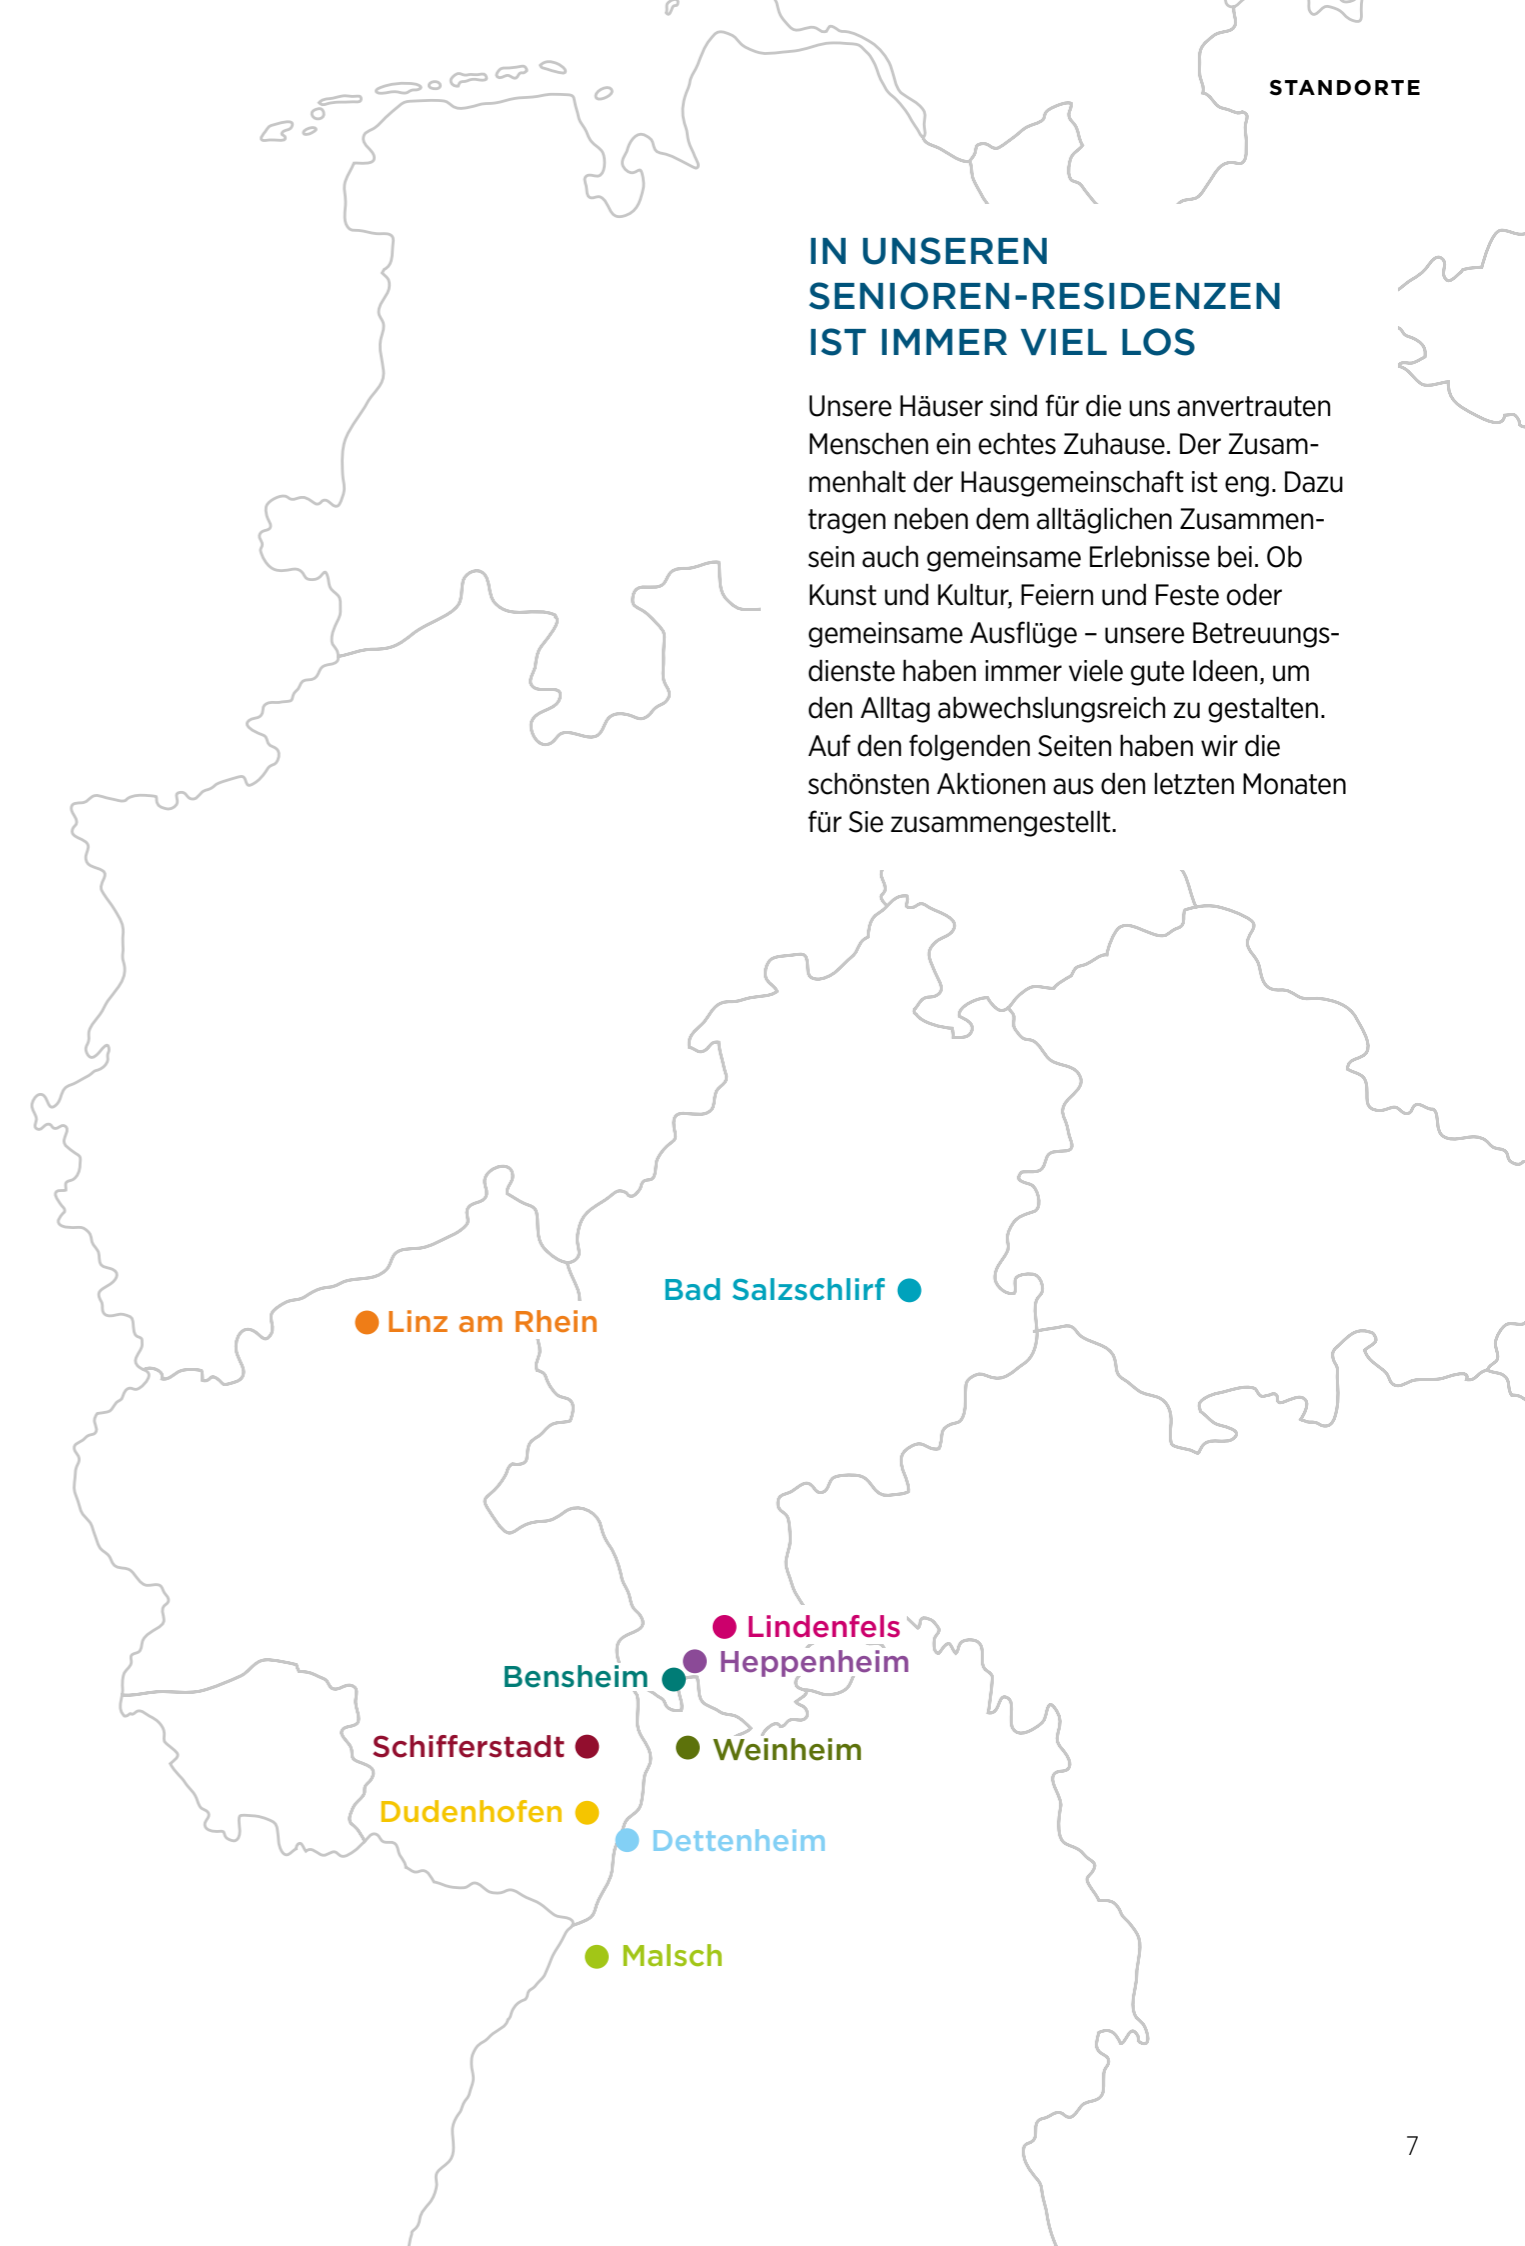 STANDORTE
IN UNSEREN
SENIOREN-RESIDENZEN
IST IMMER VIEL LOS
Unsere Häuser sind für die uns anvertrauten
Menschen ein echtes Zuhause. Der Zusam-
menhalt der Hausgemeinschaft ist eng. Dazu
tragen neben dem alltäglichen Zusammen-
sein auch gemeinsame Erlebnisse bei. Ob
Kunst und Kultur, Feiern und Feste oder
gemeinsame Ausflüge – unsere Betreuungs-
dienste haben immer viele gute Ideen, um
den Alltag abwechslungsreich zu gestalten.
Auf den folgenden Seiten haben wir die
schönsten Aktionen aus den letzten Monaten
für Sie zusammengestellt.
Bad Salzschlirf
Linz am Rhein
Lindenfels
Heppenheim
Bensheim
Schifferstadt
Weinheim
Dudenhofen
Dettenheim
Malsch
7